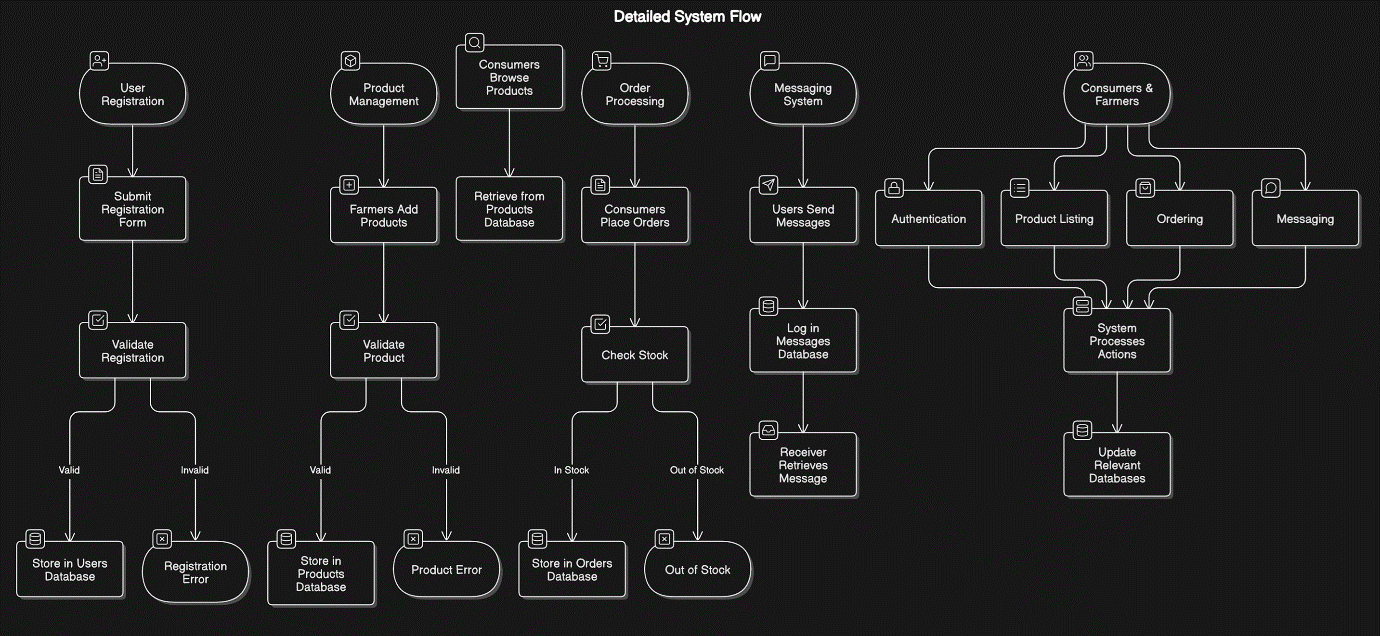 Detailed System Flow
User
Registration
Product
Management
Consumers
Browse
Products
Order
Processing
Messaging
System
Consumers &
Farmers
Submit
Registration
Form
Farmers Add
Products
Retrieve from
Products
Database
Consumers
Place Orders
Users Send
Messages
Authentication
Product Listing
Ordering
Messaging
Validate
Registration
Validate
Product
Check Stock
Log in
Messages
Database
System
Processes
Actions
Valid
Invalid
Valid
Invalid
In Stock
Out of Stock
Receiver
Retrieves
Message
Update
Relevant
Databases
Store in Users
Database
Registration
Error
Store in
Products
Database
Product Error
Store in Orders
Database
Out of Stock